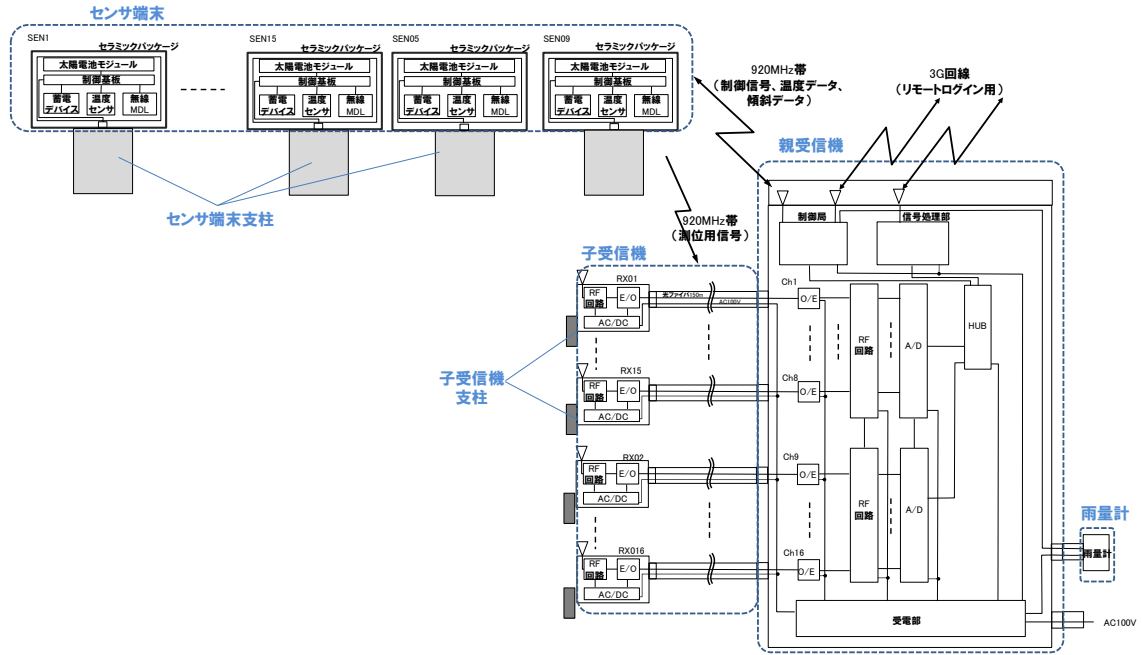 センサ端末
SEN1
セラミックパッケージ
太陽電池モジュール
制御基板
蓄電
デバイス
温度
センサ
無線
MDL
SEN15
セラミックパッケージ
太陽電池モジュール
制御基板
蓄電
デバイス
温度
センサ
無線
MDL
SEN05
セラミックパッケージ
太陽電池モジュール
制御基板
蓄電
デバイス
温度
センサ
無線
MDL
SEN09
セラミックパッケージ
太陽電池モジュール
制御基板
蓄電
デバイス
温度
センサ
無線
MDL
920MHz帯
(制御信号、温度データ、
傾斜データ)
3G回線
(リモートログイン用)
センサ端末支柱
920MHz帯
(測位用信号)
親受信機
制御局
信号処理部
子受信機
RX01
RF
回路
E/O
AC/DC
光ファイバ150m
AC100V
Ch1
O/E
RF
回路
A/D
HUB
子受信機
支柱
RX15
RF
回路
E/O
AC/DC
Ch8
O/E
RX02
RF
回路
E/O
AC/DC
Ch9
O/E
RF
回路
A/D
RX016
RF
回路
E/O
AC/DC
Ch16
O/E
雨量計
雨量計
受電部
AC100V